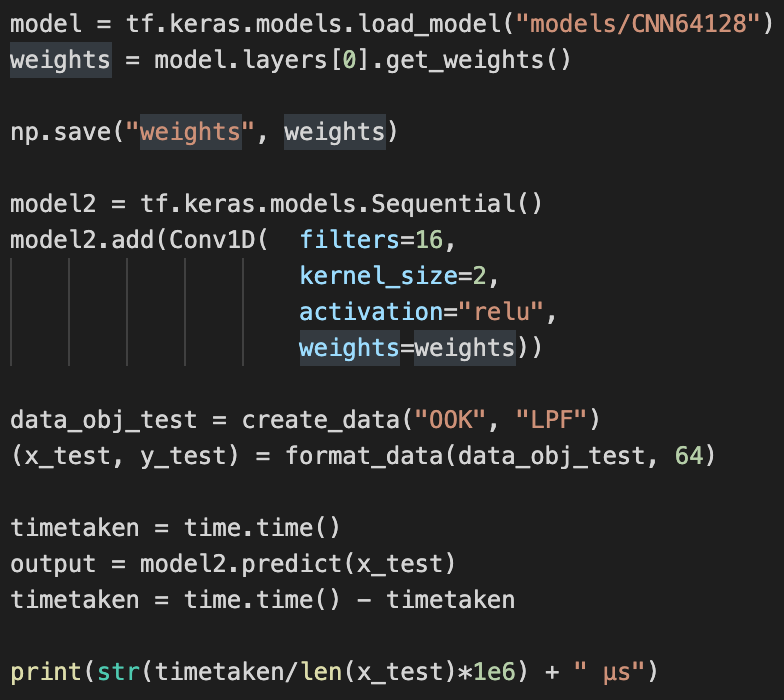 model = tf.keras.models.load_model("models/CNN64128")
weights = model.layers[0].get_weights()
np.save("weights", weights)
model2 = tf.keras.models.Sequential()
model2.add(Conv1D(  filters=16,
                    kernel_size=2,
                    activation="relu",
                    weights=weights))
data_obj_test = create_data("OOK", "LPF")
(x_test, y_test) = format_data(data_obj_test, 64)
timetaken = time.time()
output = model2.predict(x_test)
timetaken = time.time() - timetaken
print(str(timetaken/len(x_test)*1e6) + " µs")